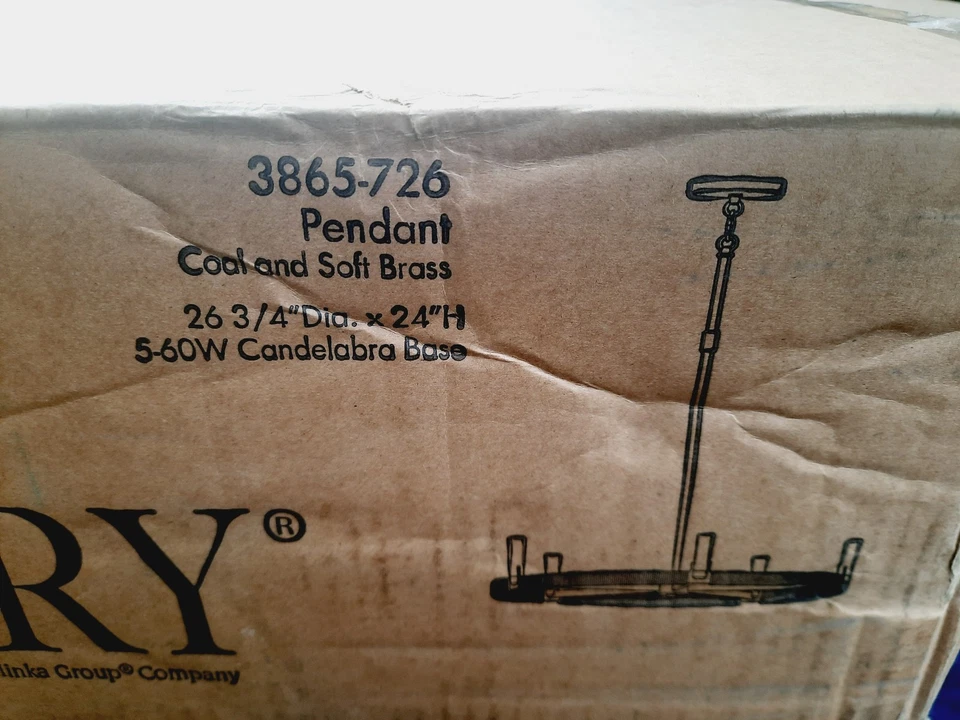 3865-726
Pendant
Coal and Soft Brass
26 3/4"Dia. x 24"H
5-60W Candelabra Base
RY®
linka Group® Company